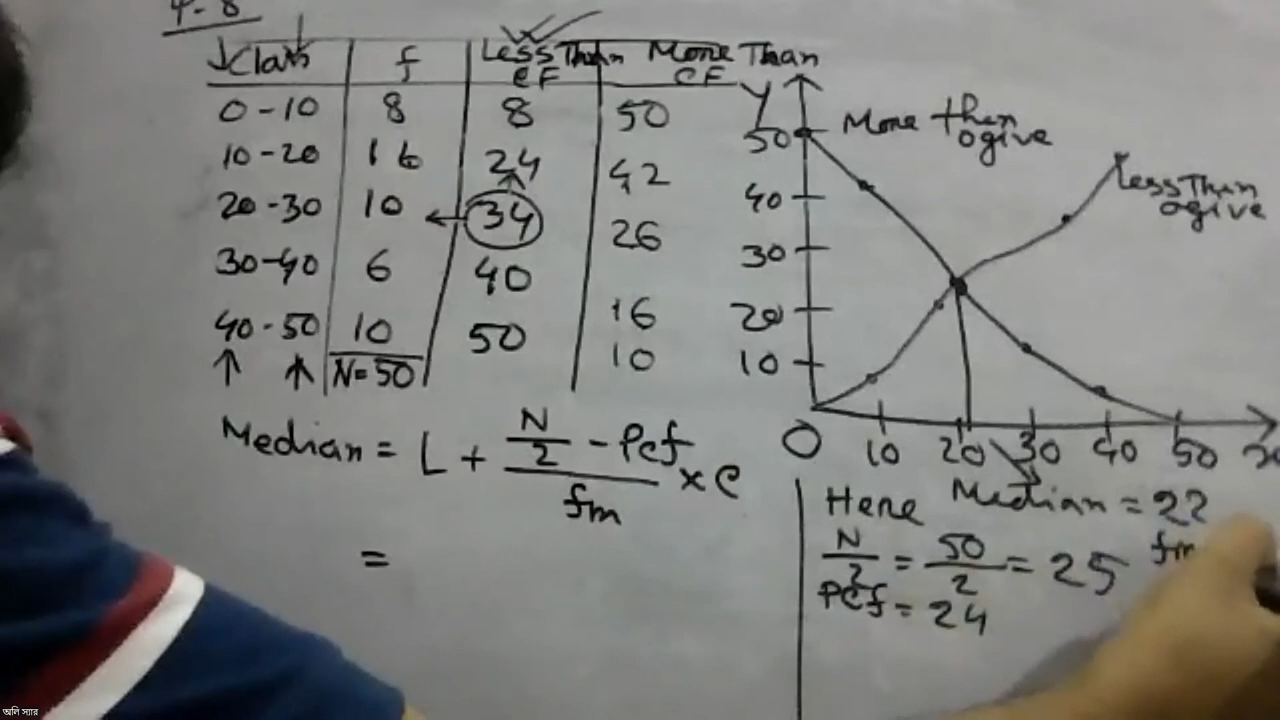 4-8
Class f Less Than CF More Than CF
0-10 8 8 50
10-20 16 24 42
20-30 10 34 26
30-40 6 40 16
40-50 10 50 10
N=50
Median = L + N/2 - Pcf / fm × C
=
y
50
40
30
20
10
0 10 20 30 40 50
More than
ogive
Less Than
ogive
Here Median = 22
N/2 = 50/2 = 25 fm
Pcf = 24
অলি স্যার